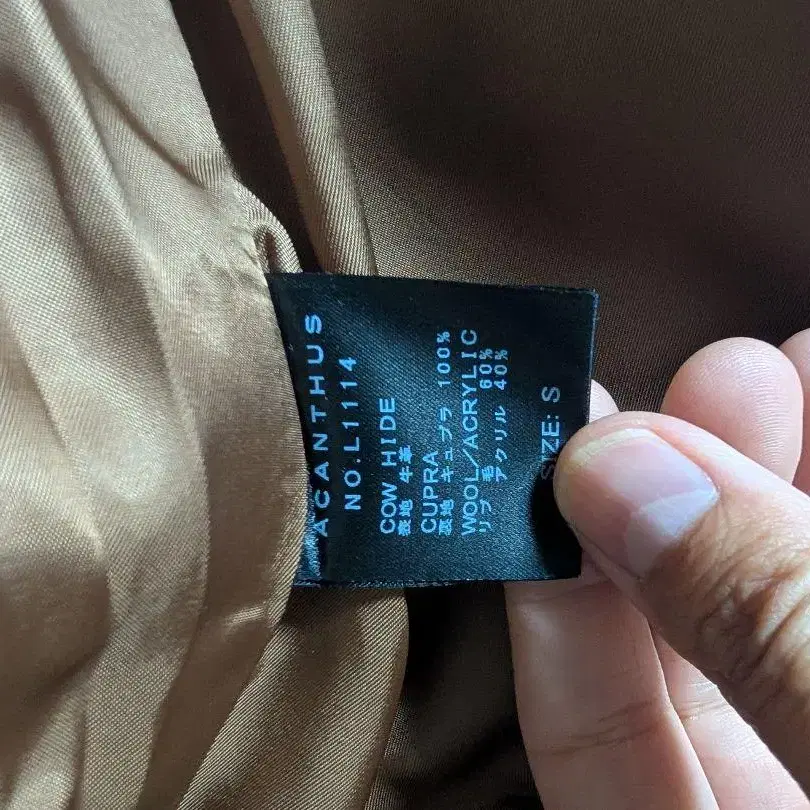 ACANTHUS
NO.L1114
COW HIDE
表地 牛革
CUPRA
裏地 キュプラ 100%
WOOL/ACRYLIC
リブ 毛 60%
アクリル 40%
SIZE: S